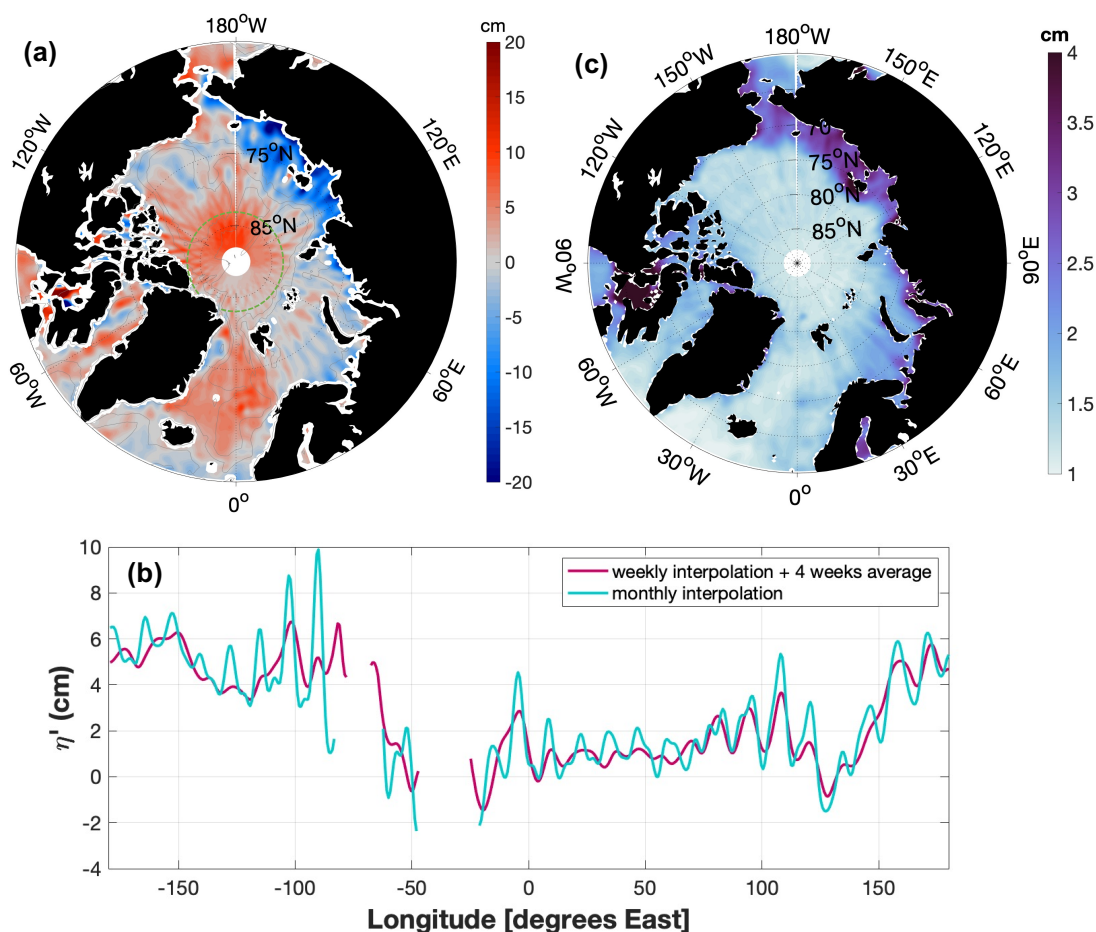 (a)
180°W
120°W
120°E
75°N
85°N
60°W
60°E
0°
cm
20
15
10
5
0
-5
-10
-15
-20
(c)
180°W
150°W
150°E
120°W
120°E
70
75°N
80°N
85°N
90°W
90°E
60°W
60°E
30°W
30°E
0°
cm
4
3.5
3
2.5
2
1.5
1
(b)
weekly interpolation + 4 weeks average
monthly interpolation
η' (cm)
10
8
6
4
2
0
-2
-4
-150
-100
-50
0
50
100
150
Longitude [degrees East]